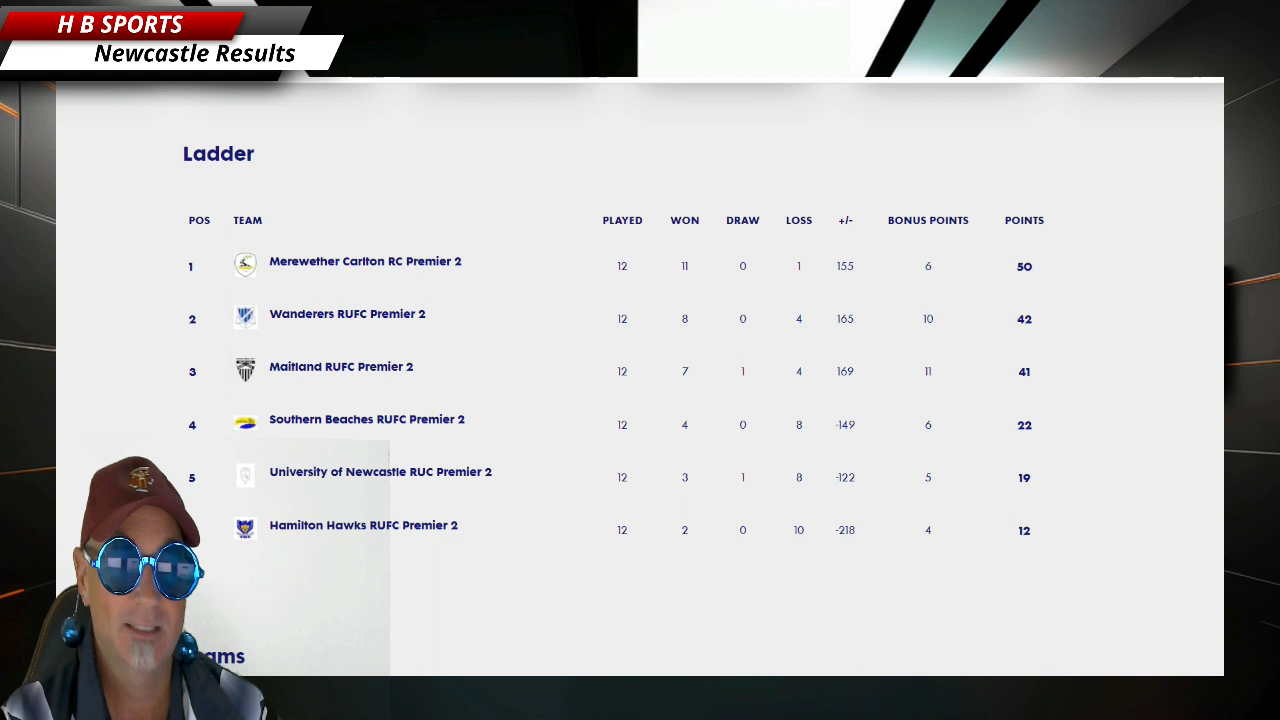 H B SPORTS
Newcastle Results
Ladder
POS TEAM PLAYED WON DRAW LOSS +/- BONUS POINTS POINTS
1 Merewether Carlton RC Premier 2 12 11 0 1 155 6 50
2 Wanderers RUFC Premier 2 12 8 0 4 165 10 42
3 Maitland RUFC Premier 2 12 7 1 4 169 11 41
4 Southern Beaches RUFC Premier 2 12 4 0 8 -149 6 22
5 University of Newcastle RUC Premier 2 12 3 1 8 -122 5 19
Hamilton Hawks RUFC Premier 2 12 2 0 10 -218 4 12